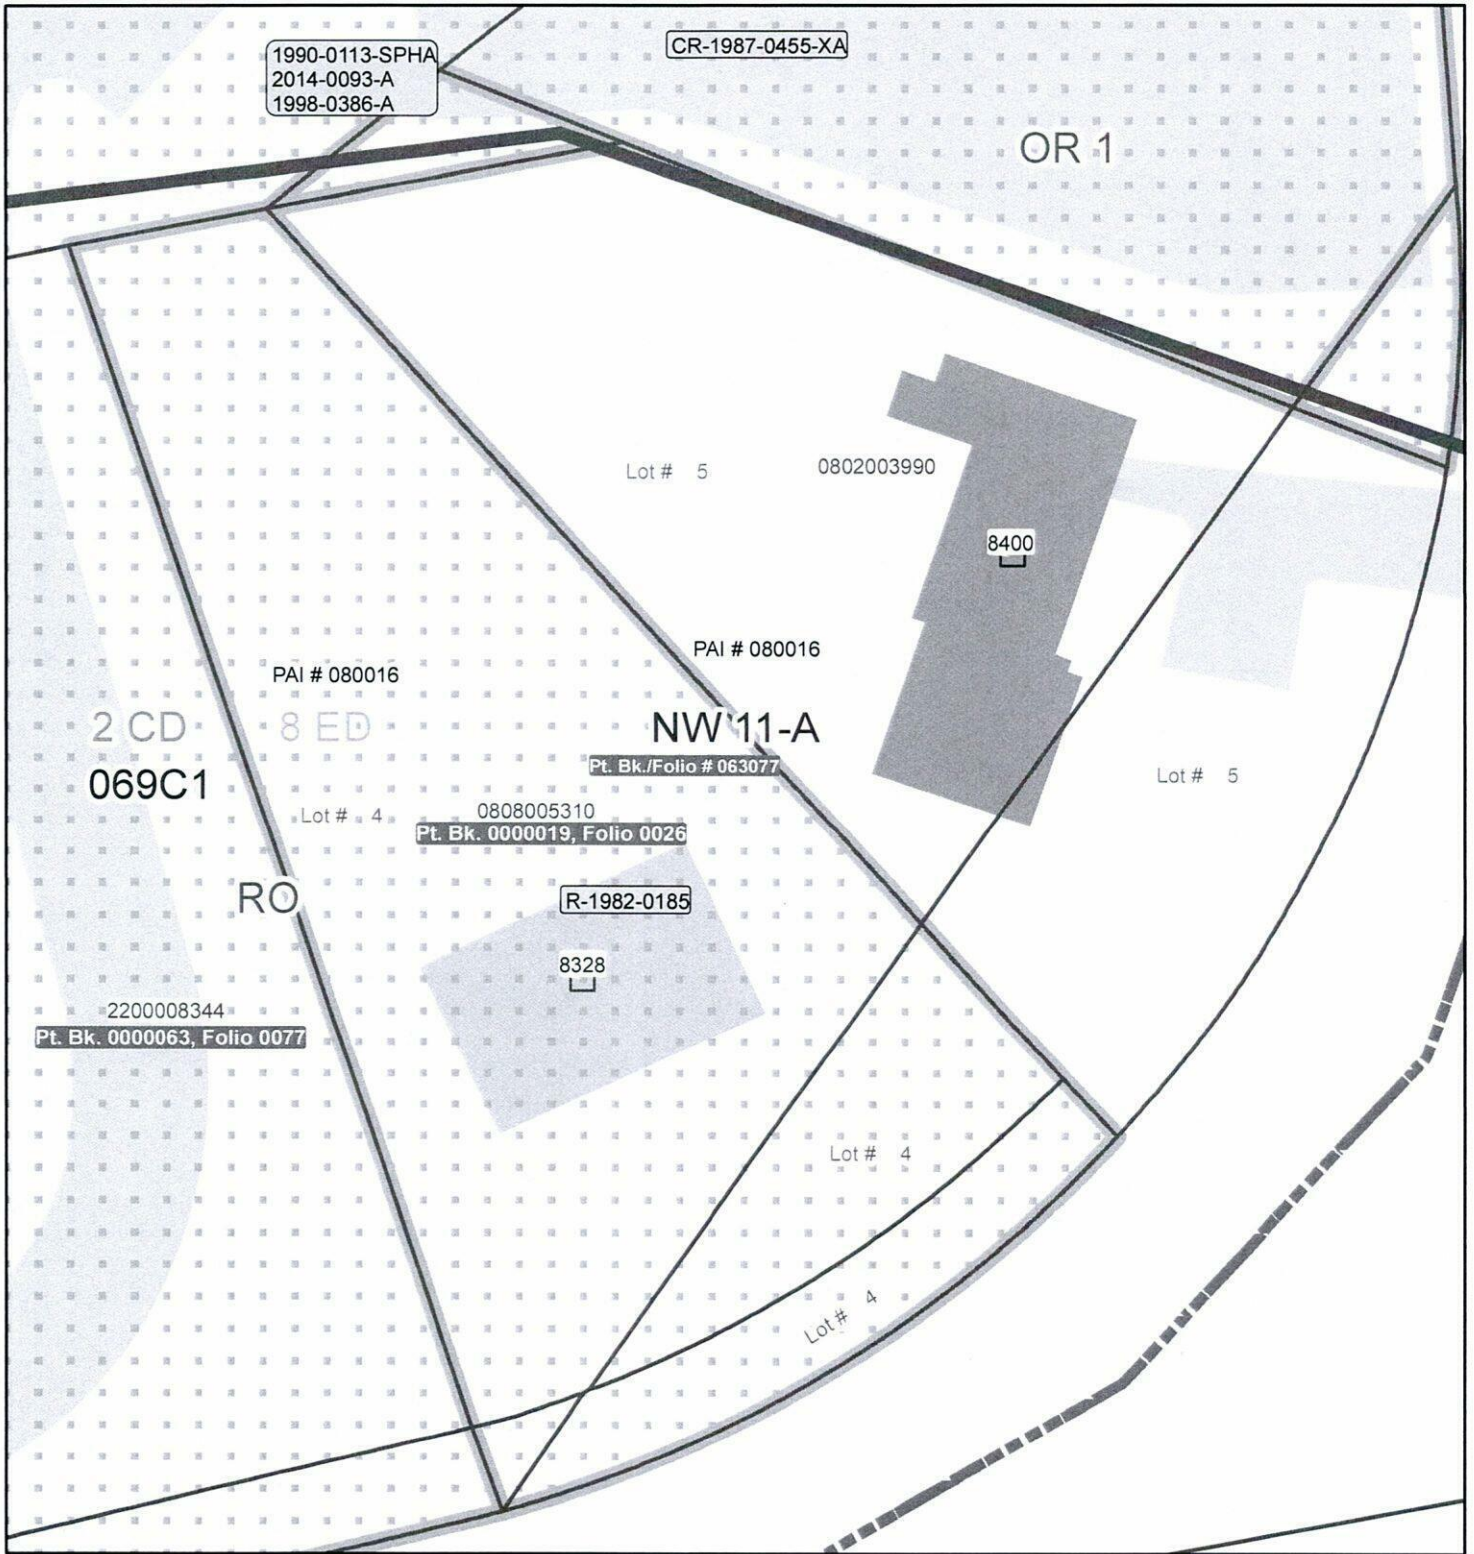 1990-0113-SPHA
2014-0093-A
1998-0386-A
CR-1987-0455-XA
OR 1
Lot # 5
0802003990
8400
PAI # 080016
PAI # 080016
2 CD
8 ED
NW 11-A
069C1
Pt. Bk./Folio # 063077
Lot # 5
Lot # 4
0808005310
Pt. Bk. 0000019, Folio 0026
RO
R-1982-0185
8328
2200008344
Pt. Bk. 0000063, Folio 0077
Lot # 4
Lot # 4